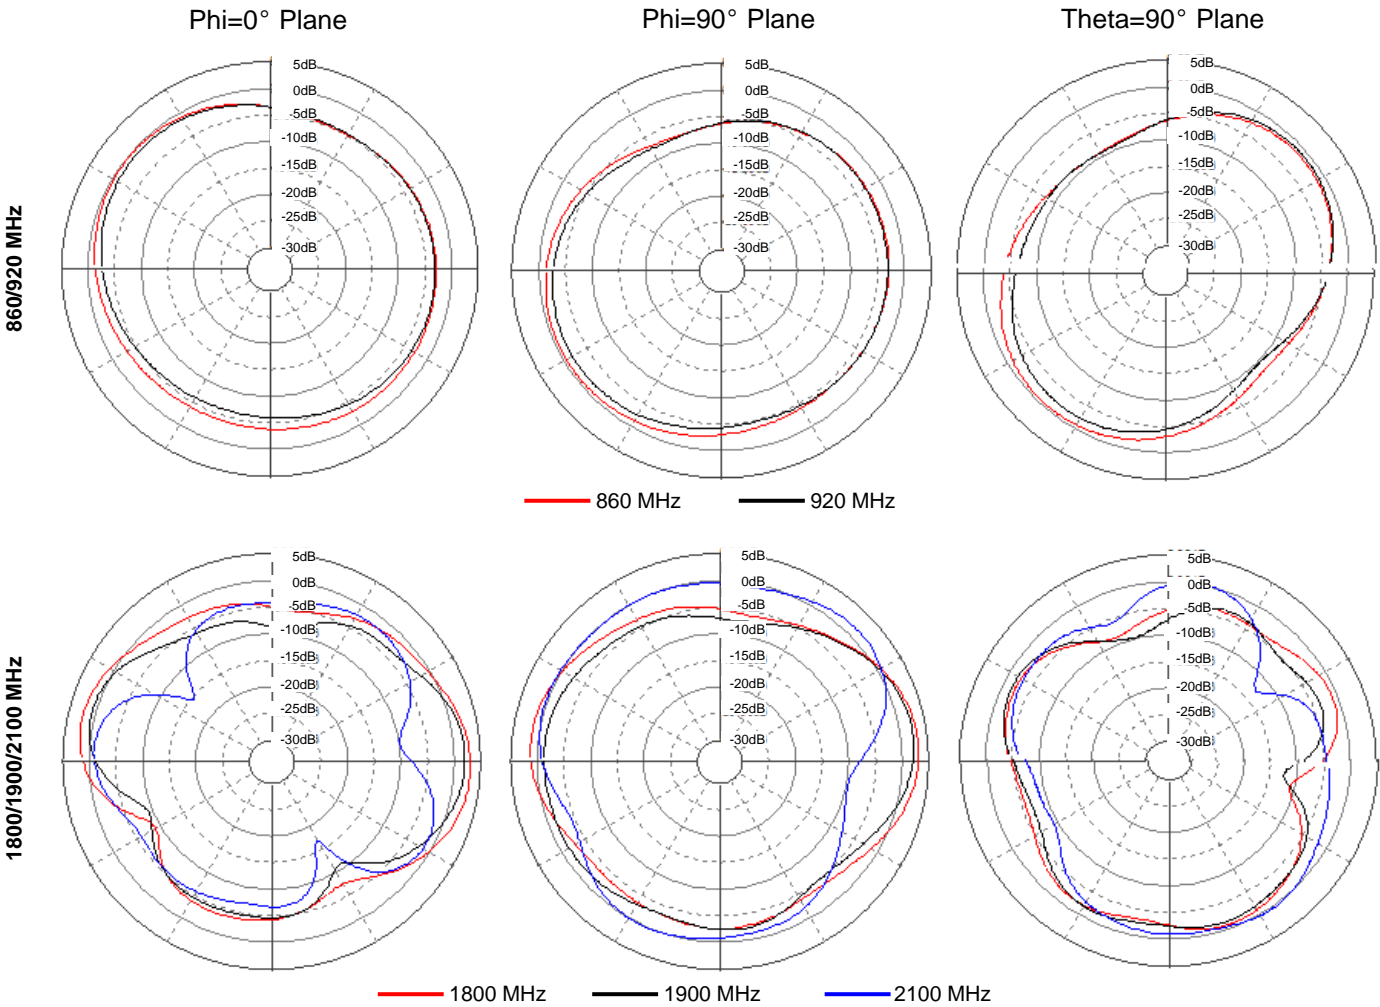 Phi=0° Plane
Phi=90° Plane
Theta=90° Plane
860/920 MHz
5dB
0dB
-5dB
-10dB
-15dB
-20dB
-25dB
-30dB
5dB
0dB
-5dB
-10dB
-15dB
-20dB
-25dB
-30dB
5dB
0dB
-5dB
-10dB
-15dB
-20dB
-25dB
-30dB
860 MHz
920 MHz
1800/1900/2100 MHz
5dB
0dB
-5dB
-10dB
-15dB
-20dB
-25dB
-30dB
5dB
0dB
-5dB
-10dB
-15dB
-20dB
-25dB
-30dB
5dB
0dB
-5dB
-10dB
-15dB
-20dB
-25dB
-30dB
1800 MHz
1900 MHz
2100 MHz